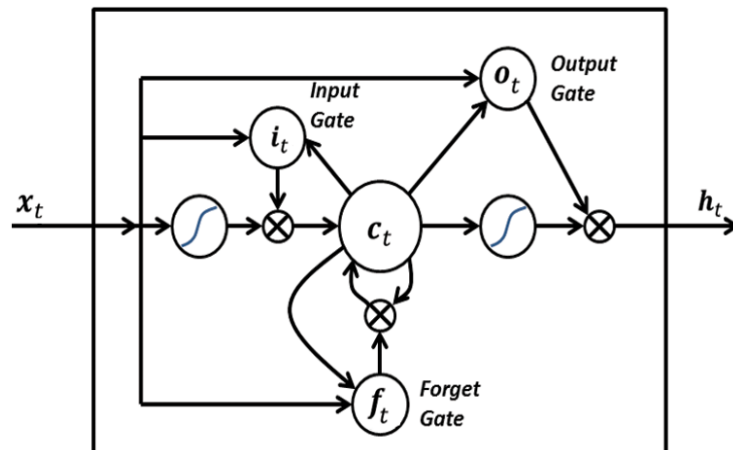 Input
Gate
o_t
Output
Gate
i_t
x_t
c_t
h_t
f_t
Forget
Gate